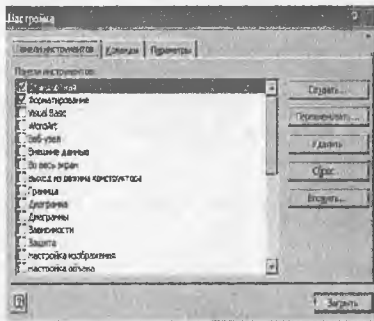 Настройка
Панели инструментов Команды Параметры
Панели инструментов:
Стандартная
Форматирование
Visual Basic
WordArt
Веб-узел
Внешние данные
Во весь экран
Выход из режима конструктора
Граница
Диаграмма
Диаграммы
Зависимости
Защита
Настройка изображения
Настройка объема
Создать...
Переименовать...
Удалить
Сброс...
Вложить...
Закрыть